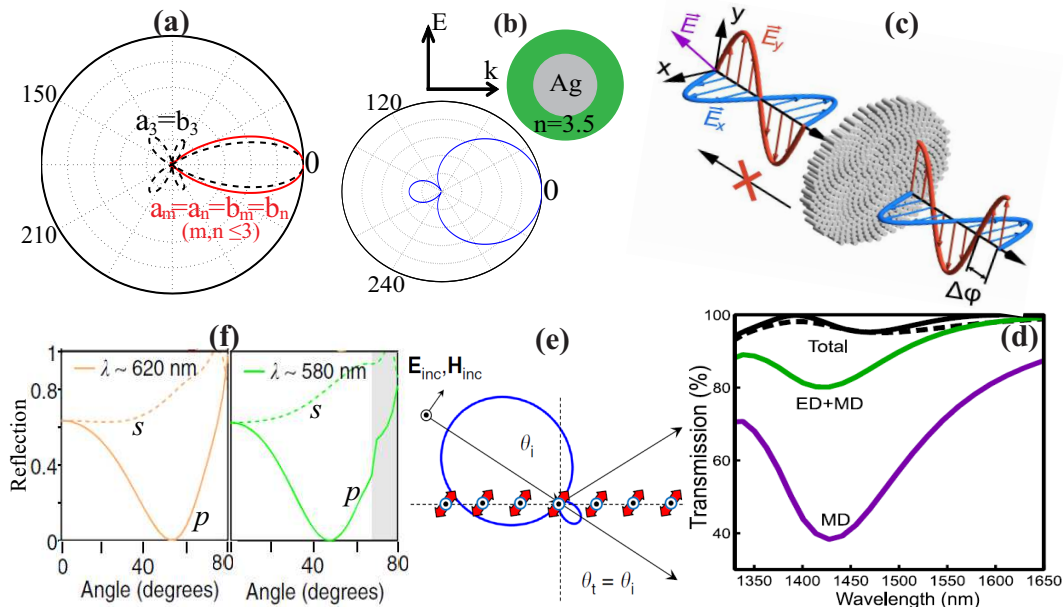 (a)
150
a₃=b₃
0
aₘ=aₙ=bₘ=bₙ
(m,n ≤3)
210
(b)
E
k
Ag
n=3.5
120
0
240
(c)
y
x
E⃗
E⃗y
E⃗x
Δφ
(f)
Reflection
1
0.8
0.4
0
λ ~ 620 nm
s
p
0
40
80
Angle (degrees)
λ ~ 580 nm
s
p
0
40
80
Angle (degrees)
(e)
E_inc,H_inc
θᵢ
θₜ = θᵢ
(d)
Transmission (%)
100
80
60
40
Total
ED+MD
MD
1350 1400 1450 1500 1550 1600 1650
Wavelength (nm)